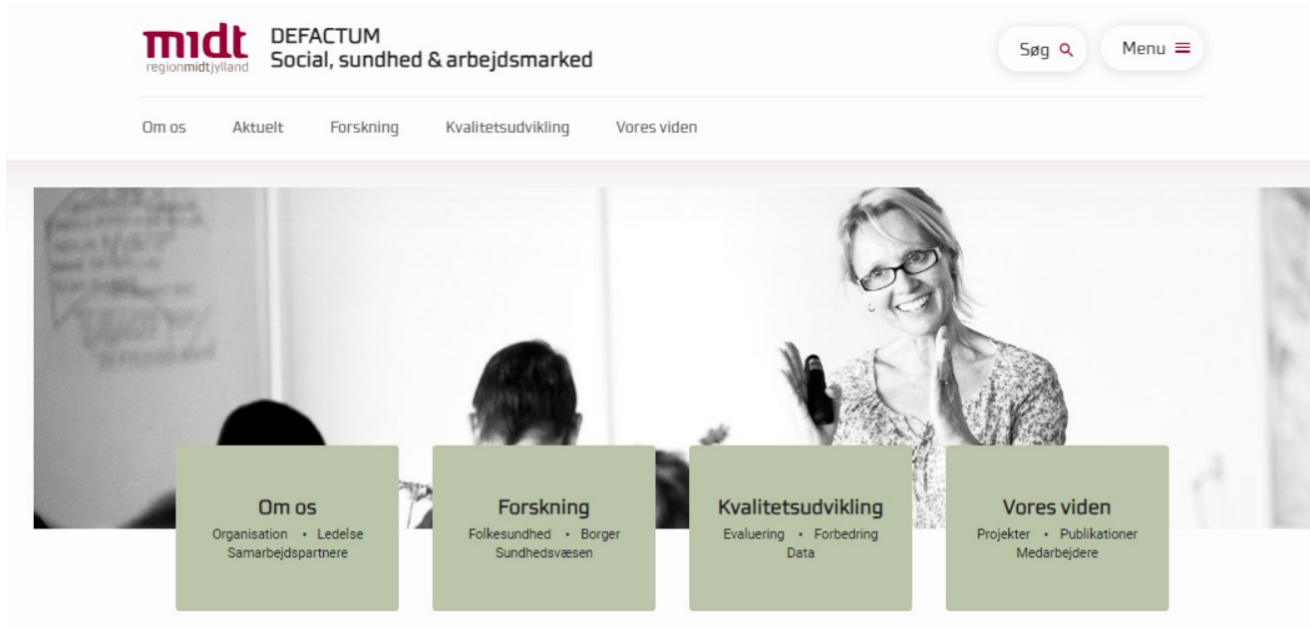 midt
regionmidtjylland
DEFACTUM
Social, sundhed & arbejdsmarked
Søg
Menu
Om os
Aktuelt
Forskning
Kvalitetsudvikling
Vores viden
Om os
Organisation • Ledelse
Samarbejdspartnere
Forskning
Folkesundhed • Borger
Sundhedsvæsen
Kvalitetsudvikling
Evaluering • Forbedring
Data
Vores viden
Projekter • Publikationer
Medarbejdere